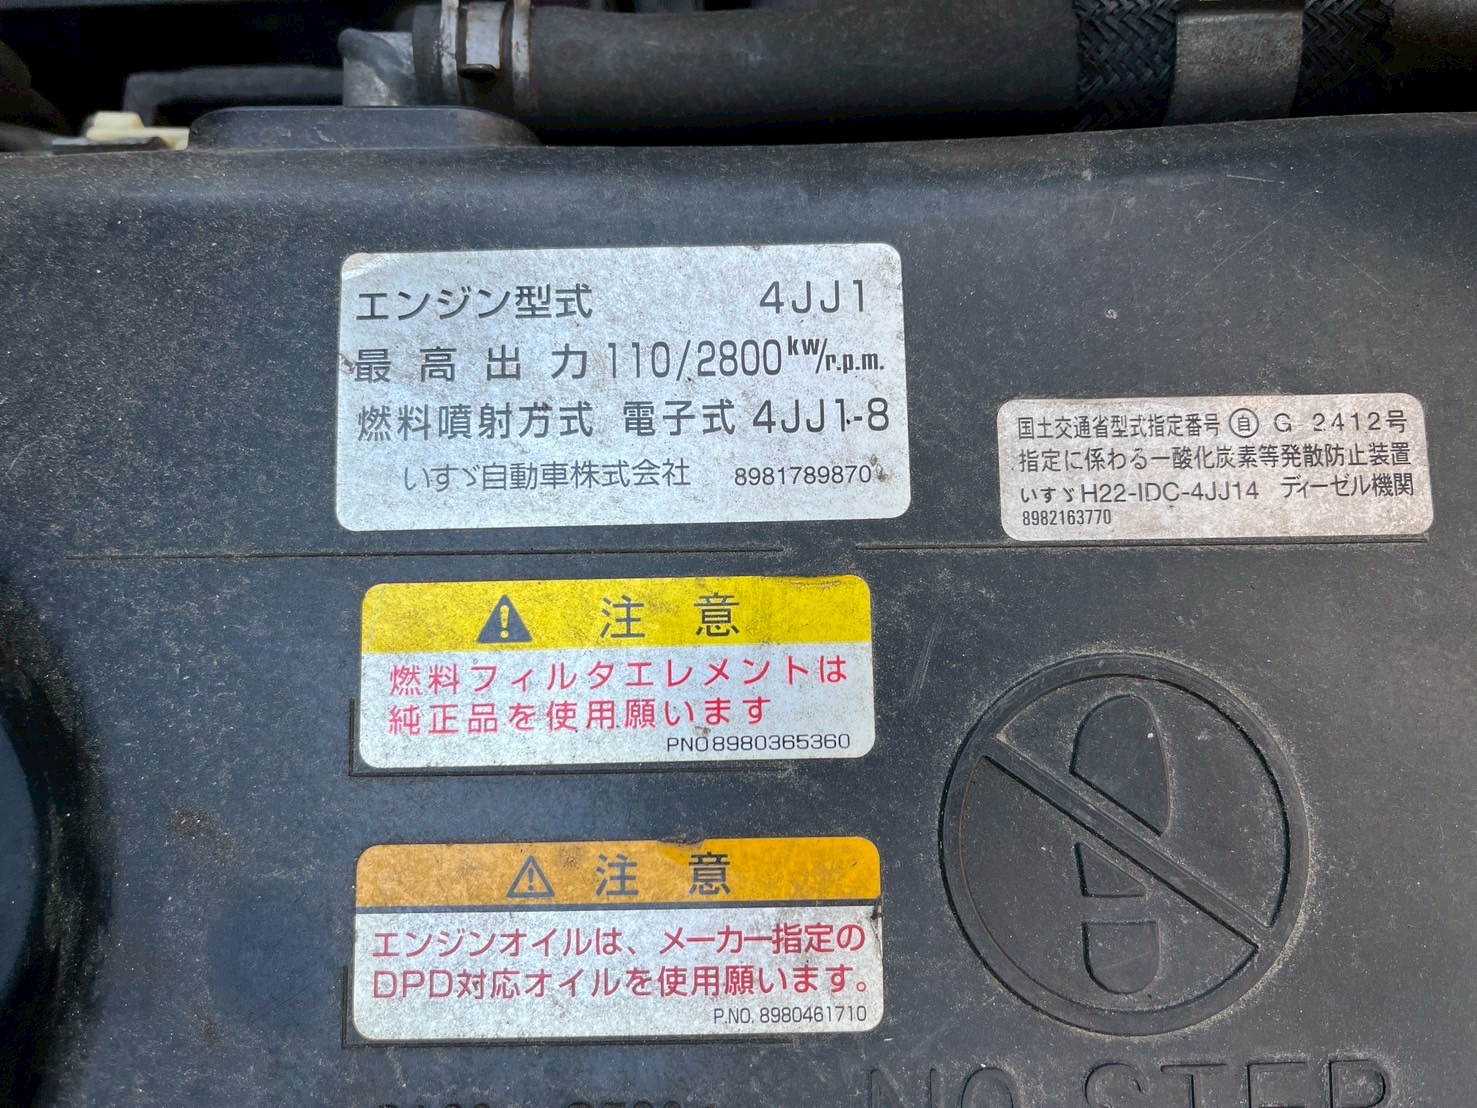 エンジン型式 4JJ1
最高出力 110/2800 kw/r.p.m.
燃料噴射方式 電子式 4JJ1-8
いすゞ自動車株式会社 8981789870
国土交通省型式指定番号 自 G 2412号
指定に係わる一酸化炭素等発散防止装置
いすゞH22-IDC-4JJ14 ディーゼル機関
8982163770
注意
燃料フィルタエレメントは
純正品を使用願います
PNO8980365360
注意
エンジンオイルは、メーカー指定の
DPD対応オイルを使用願います。
P.NO. 8980461710
NO STEP